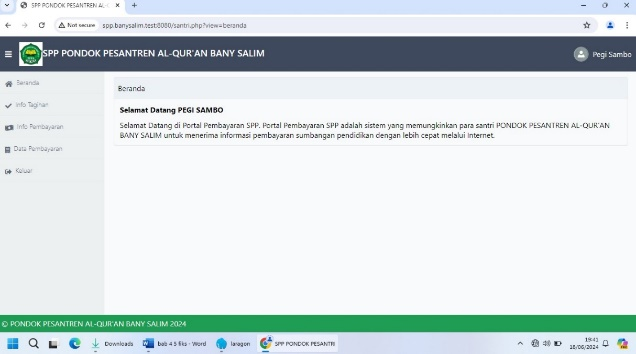 SPP PONDOK PESANTREN AL-
Not secure spp.banysalim.test:8080/santri.php?view=beranda
SPP PONDOK PESANTREN AL-QUR'AN BANY SALIM
Pegi Sambo
Beranda
Info Tagihan
Info Pembayaran
Data Pembayaran
Keluar
Beranda
Selamat Datang PEGI SAMBO
Selamat Datang di Portal Pembayaran SPP. Portal Pembayaran SPP adalah sistem yang memungkinkan para santri PONDOK PESANTREN AL-QUR'AN
BANY SALIM untuk menerima informasi pembayaran sumbangan pendidikan dengan lebih cepat melalui Internet.
© PONDOK PESANTREN AL-QUR'AN BANY SALIM 2024
Downloads
bab 4 5 fiks - Word
laragon
SPP PONDOK PESANTRI
19:41
16/06/2024